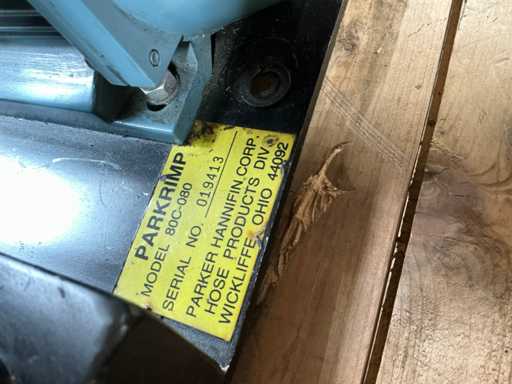 PARKRIMP
MODEL 80C-080
SERIAL NO. 019413
PARKER HANNIFIN CORP
HOSE PRODUCTS DIV.
WICKLIFFE, OHIO 44092